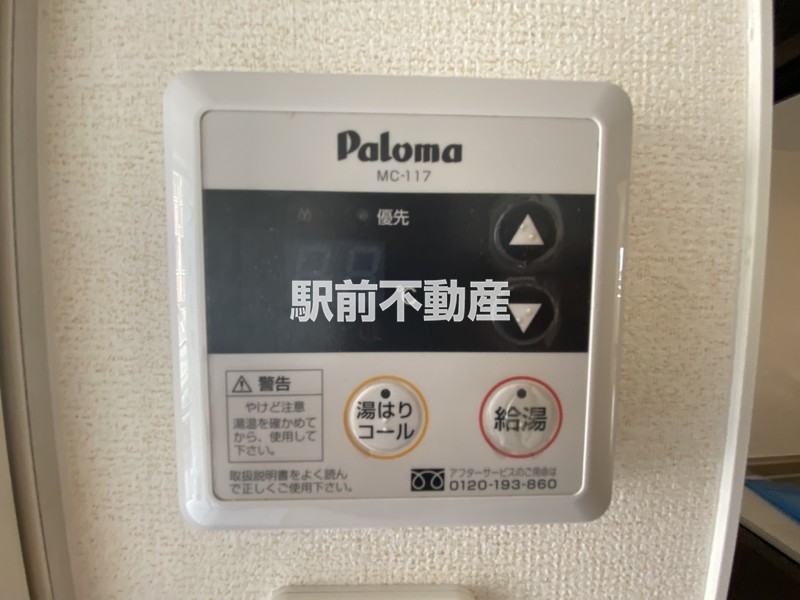 Paloma
MC-117
優先
駅前不動産
警告
やけど注意
湯温を確かめて
から、使用して
下さい。
湯はり
コール
給湯
取扱説明書をよく読ん
で正しくご使用下さい。
アフターサービスのご用命は
0120-193-860